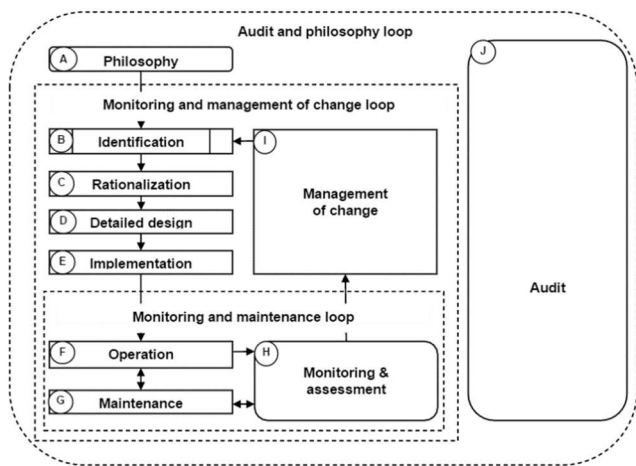 Audit and philosophy loop
A
Philosophy
J
Monitoring and management of change loop
B
Identification
I
C
Rationalization
Management
of change
D
Detailed design
E
Implementation
Audit
Monitoring and maintenance loop
F
Operation
H
Monitoring &
assessment
G
Maintenance